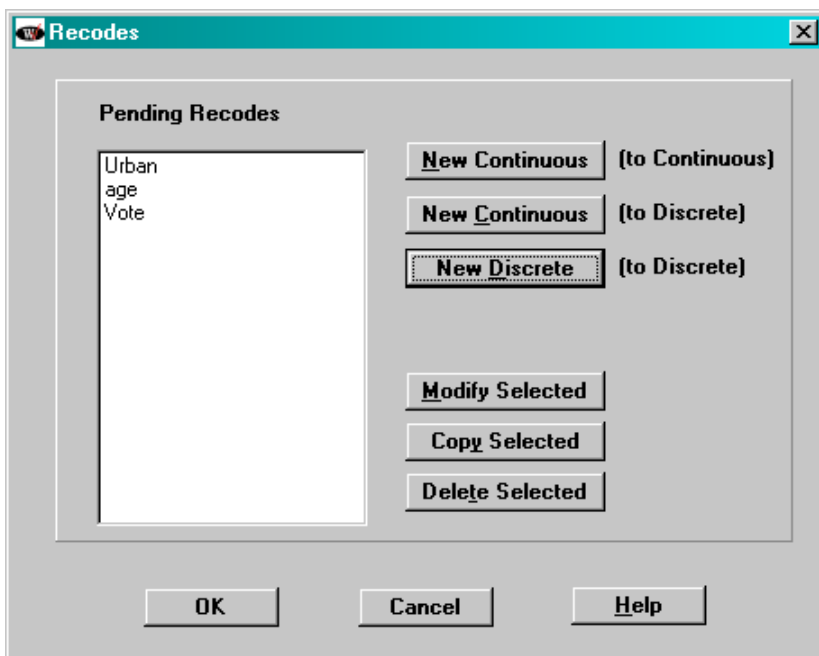 Recodes
Pending Recodes
Urban
age
Vote
New Continuous (to Continuous)
New Continuous (to Discrete)
New Discrete (to Discrete)
Modify Selected
Copy Selected
Delete Selected
OK Cancel Help